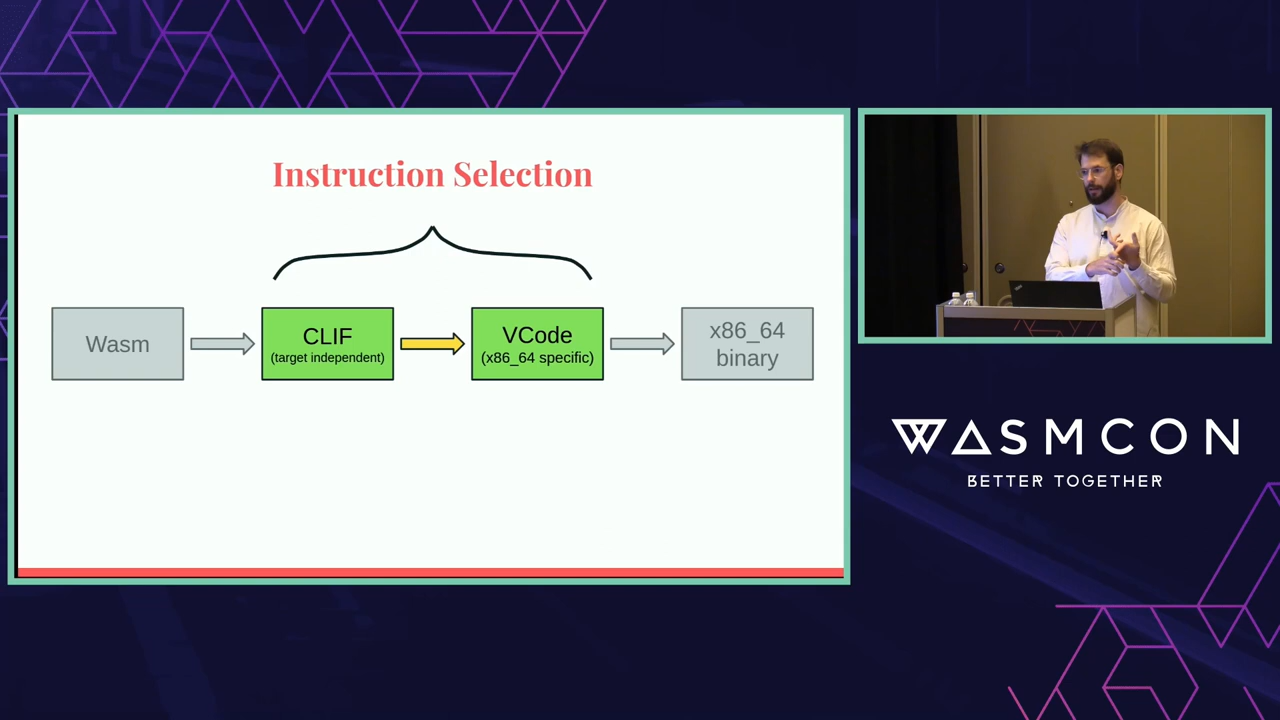 Instruction Selection
Wasm
CLIF
(target independent)
VCode
(x86_64 specific)
x86_64
binary
WASMCON
BETTER TOGETHER